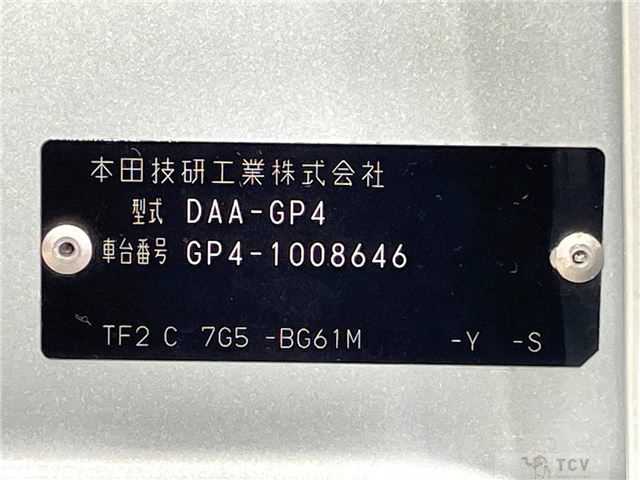 本田技研工業株式会社
型式 DAA-GP4
車台番号 GP4-1008646
TF2 C 7G5 -BG61M -Y -S
TCV